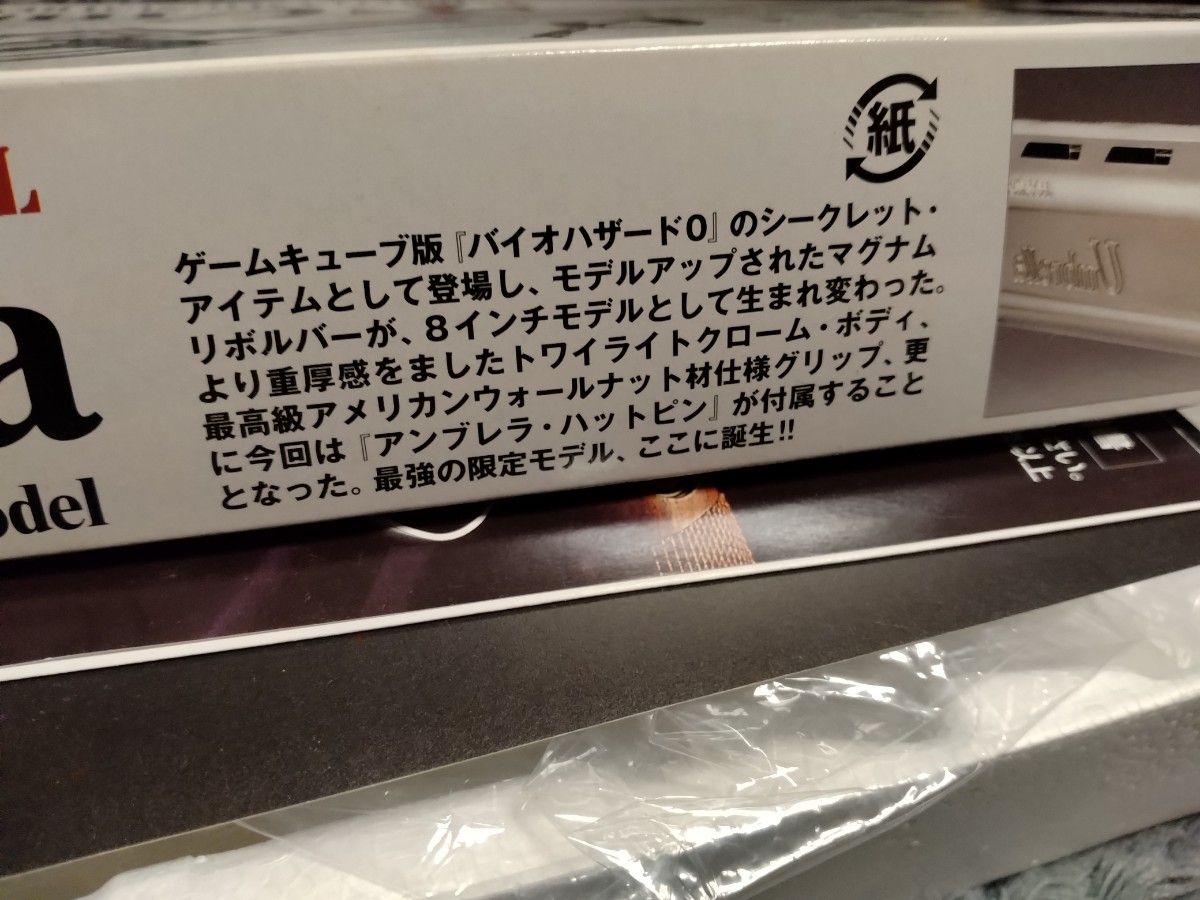 L
a
odel
紙
ゲームキューブ版『バイオハザード0』のシークレット・
アイテムとして登場し、モデルアップされたマグナム
リボルバーが、8インチモデルとして生まれ変わった。
より重厚感をましたトワイライトクローム・ボディ、
最高級アメリカンウォールナット材仕様グリップ、更
に今回は『アンブレラ・ハットピン』が付属すること
となった。最強の限定モデル、ここに誕生!!
Umbrella